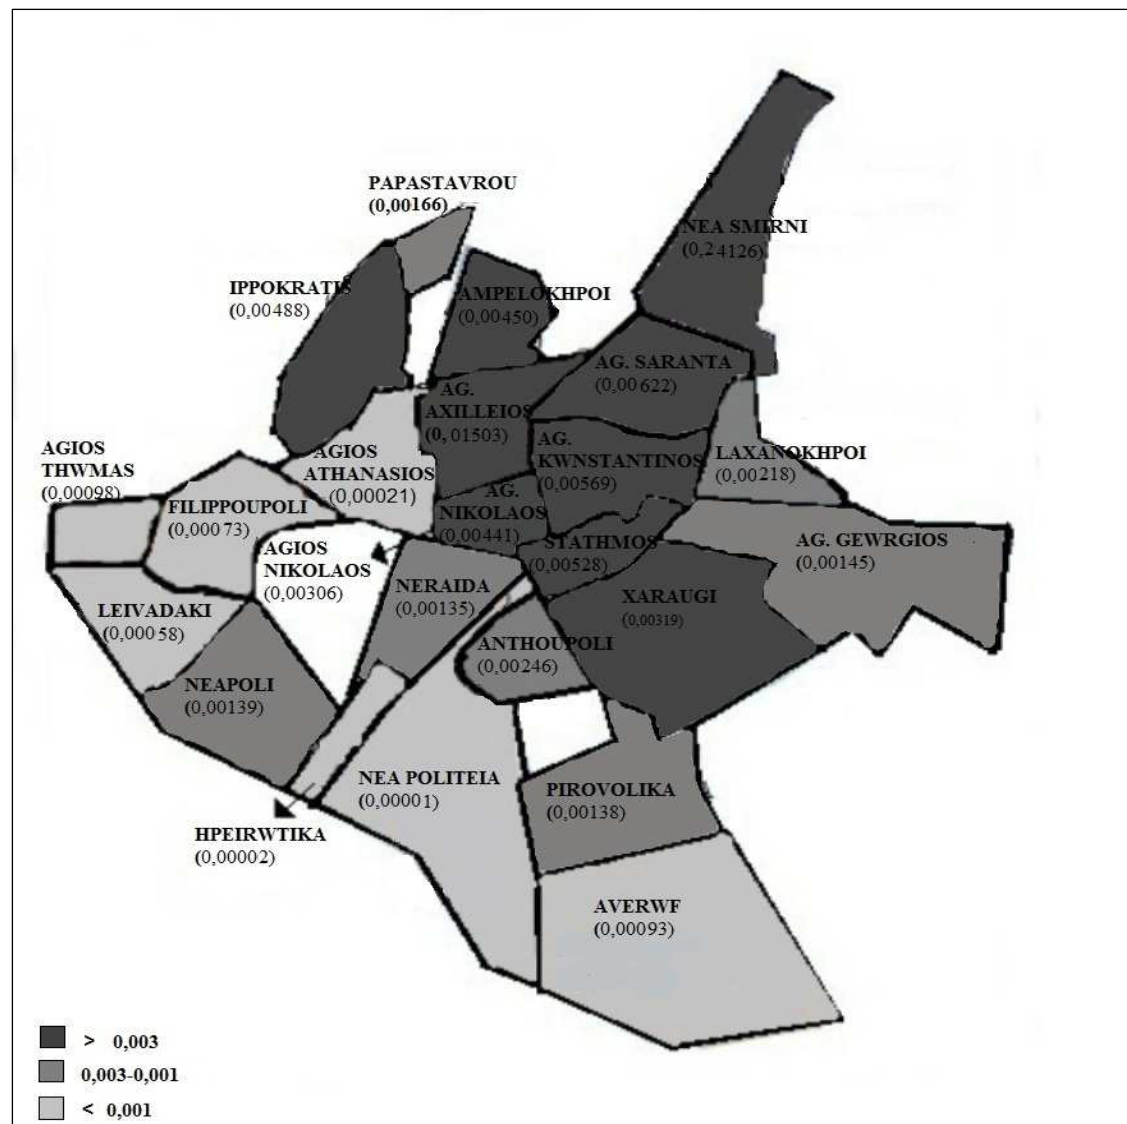 PAPASTAVROU
(0,00166)
NEA SMIRNI
(0,24126)
IPPOKRATIS
(0,00488)
AMPELOKHPOI
(0,00450)
AG. SARANTA
(0,00622)
AG.
AXILLEIOS
(0, 01503)
AG.
KWNSTANTINOS
(0,00569)
LAXANOKHPOI
(0,00218)
AGIOS
THWMAS
(0,00098)
AGIOS
ATHANASIOS
(0,00021)
FILIPPOUPOLI
(0,00073)
AG.
NIKOLAOS
(0,00441)
STATHMOS
(0,00528)
AG. GEWRGIOS
(0,00145)
AGIOS
NIKOLAOS
(0,00306)
NERAIDA
(0,00135)
XARAUGI
(0,00319)
LEIVADAKI
(0,00058)
ANTHOUPOLI
(0,00246)
NEAPOLI
(0,00139)
NEA POLITEIA
(0,00001)
PIROVOLIKA
(0,00138)
HPEIRWTIKA
(0,00002)
AVERWF
(0,00093)
> 0,003
0,003-0,001
< 0,001